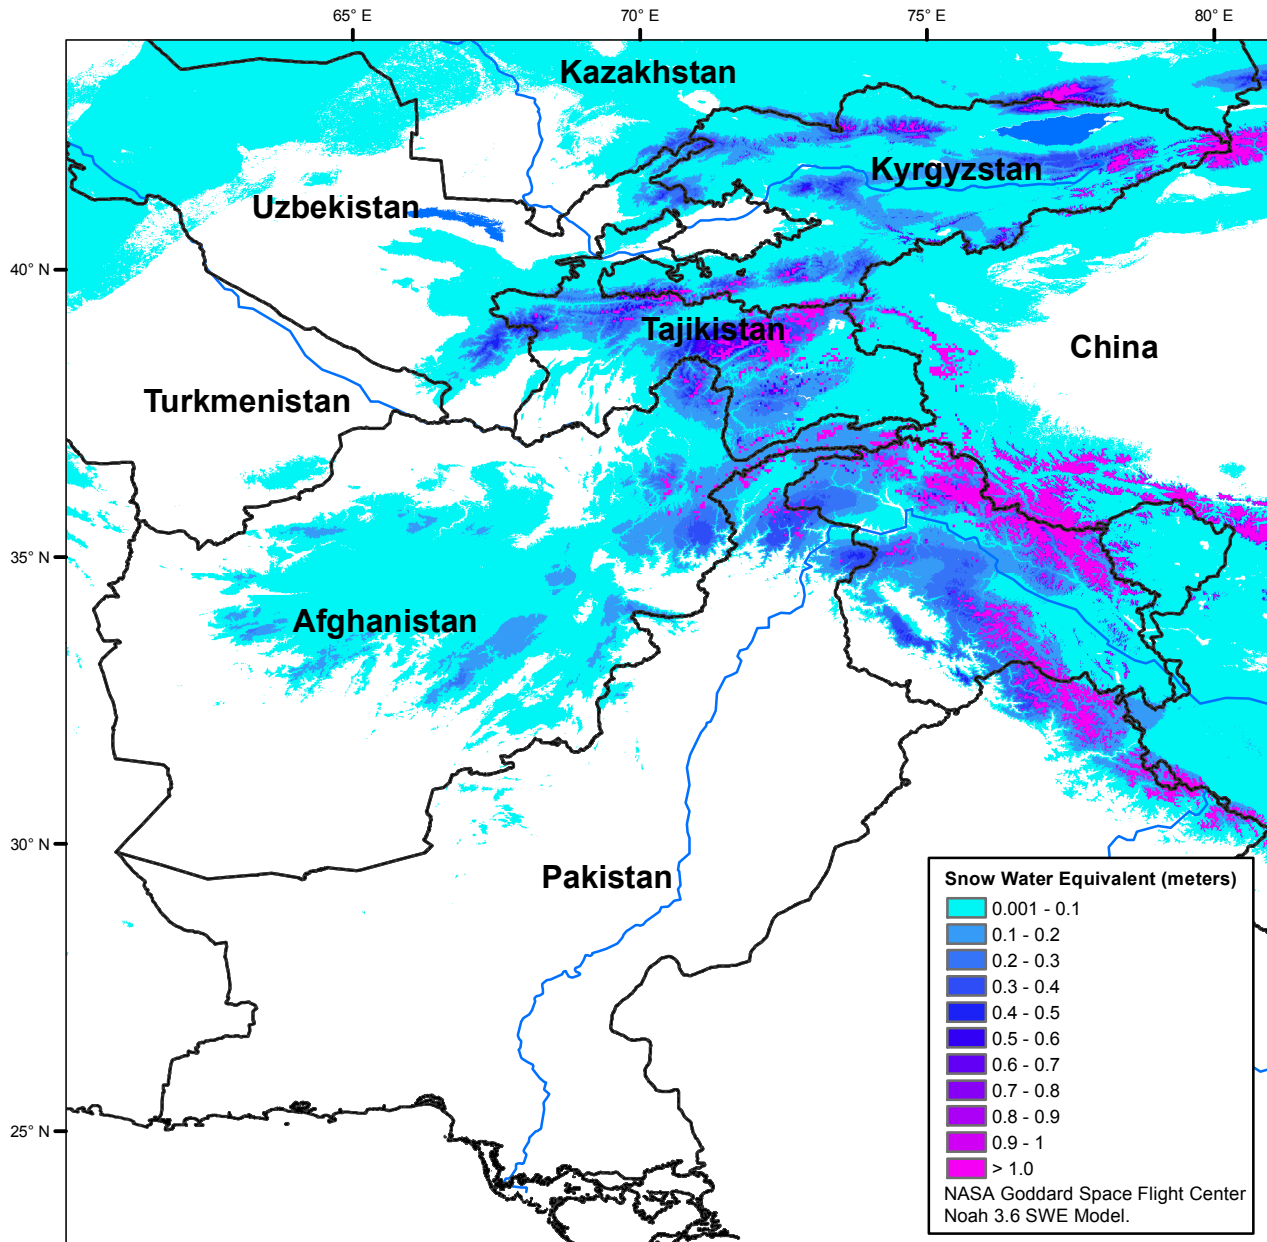 65° E
70° E
75° E
80° E
Kazakhstan
Kyrgyzstan
Uzbekistan
40° N
Tajikistan
China
Turkmenistan
35° N
Afghanistan
30° N
Pakistan
25° N
Snow Water Equivalent (meters)
0.001 - 0.1
0.1 - 0.2
0.2 - 0.3
0.3 - 0.4
0.4 - 0.5
0.5 - 0.6
0.6 - 0.7
0.7 - 0.8
0.8 - 0.9
0.9 - 1
> 1.0
NASA Goddard Space Flight Center
Noah 3.6 SWE Model.